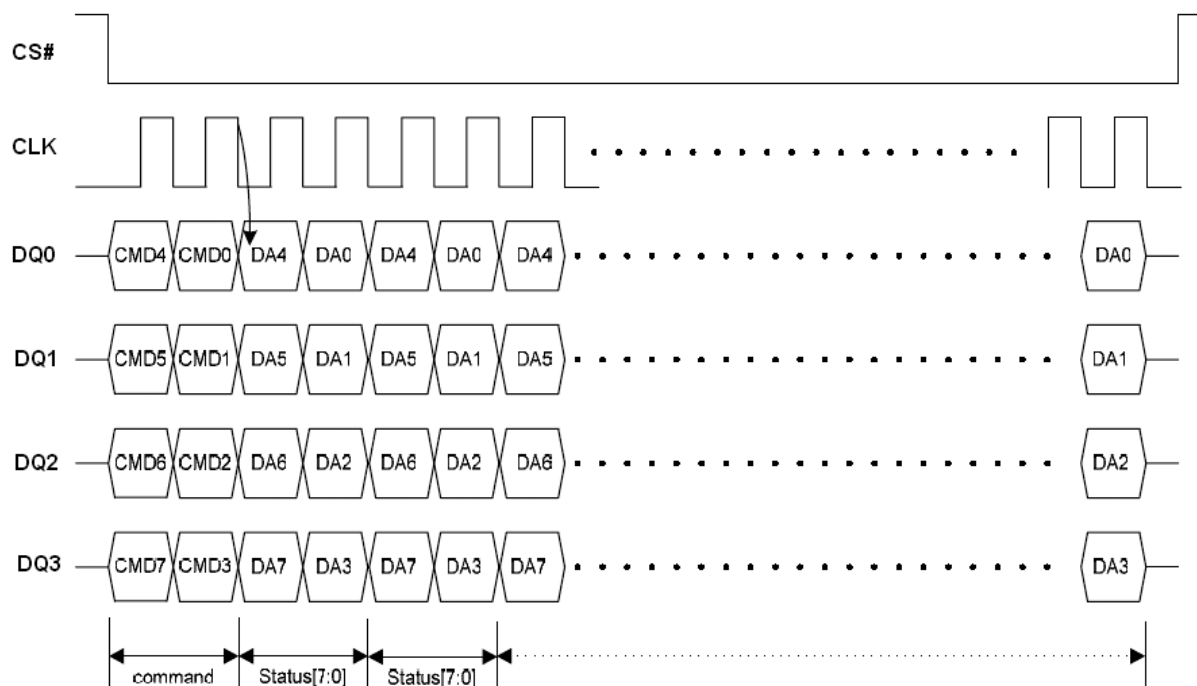 CS#
CLK
DQ0 CMD4 CMD0 DA4 DA0 DA4 DA0 DA4 DA0
DQ1 CMD5 CMD1 DA5 DA1 DA5 DA1 DA5 DA1
DQ2 CMD6 CMD2 DA6 DA2 DA6 DA2 DA6 DA2
DQ3 CMD7 CMD3 DA7 DA3 DA7 DA3 DA7 DA3
command Status[7:0] Status[7:0]